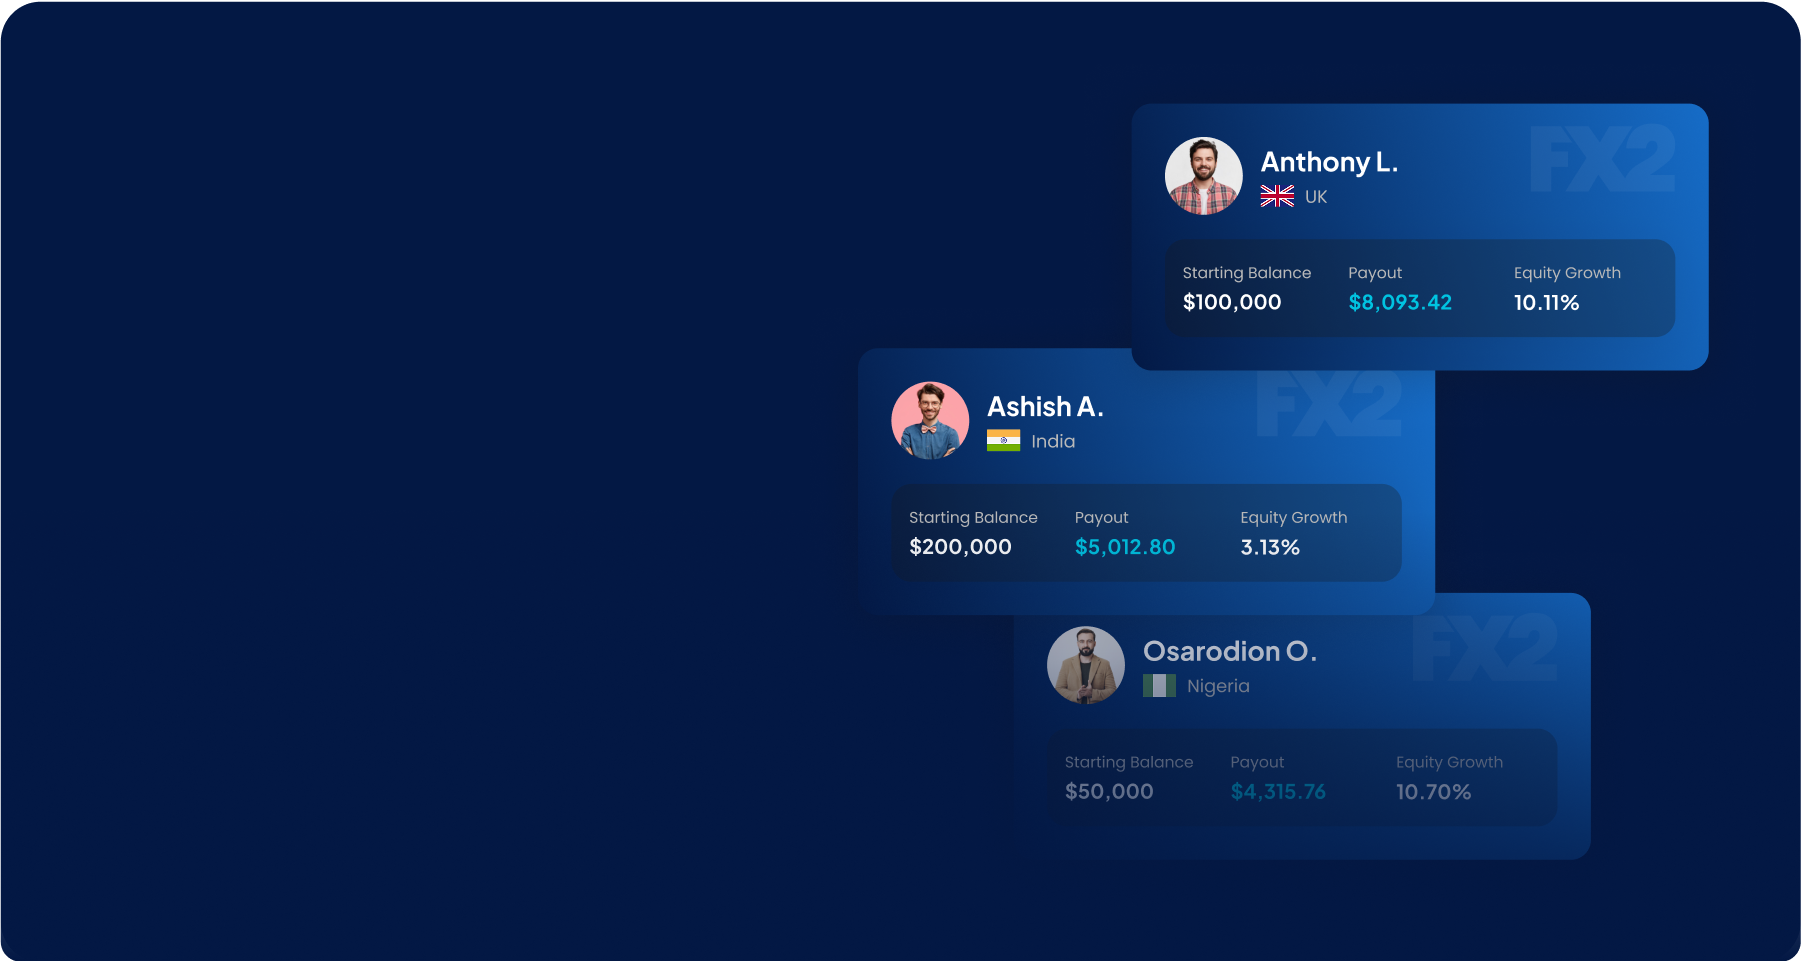 FX2
Anthony L.
UK
Starting Balance Payout Equity Growth
$100,000 $8,093.42 10.11%
FX2
Ashish A.
India
Starting Balance Payout Equity Growth
$200,000 $5,012.80 3.13%
FX2
Osarodion O.
Nigeria
Starting Balance Payout Equity Growth
$50,000 $4,315.76 10.70%